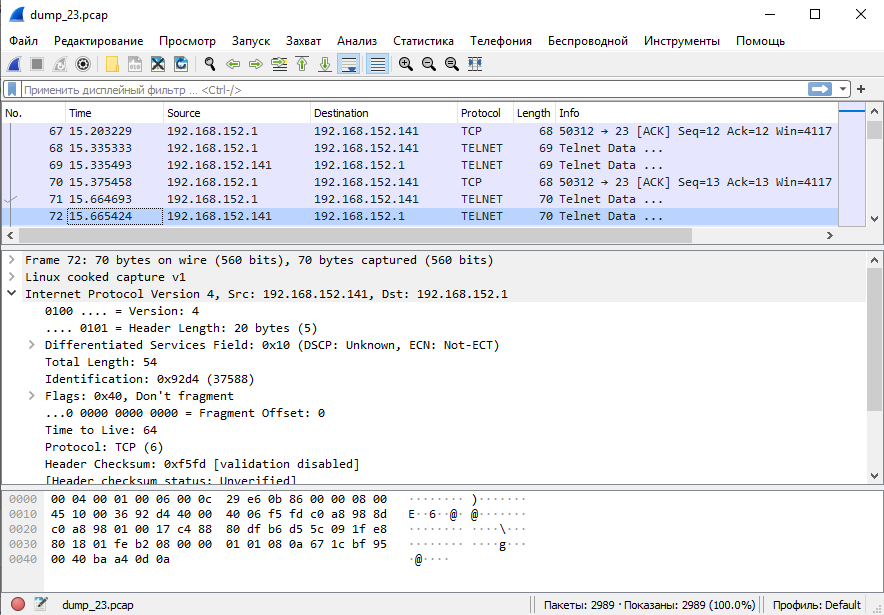 dump_23.pcap
Файл Редактирование Просмотр Запуск Захват Анализ Статистика Телефония Беспроводной Инструменты Помощь
Применить дисплейный фильтр ... <Ctrl-/>
No. Time Source Destination Protocol Length Info
67 15.203229 192.168.152.1 192.168.152.141 TCP 68 50312 → 23 [ACK] Seq=12 Ack=12 Win=4117
68 15.335333 192.168.152.1 192.168.152.141 TELNET 69 Telnet Data ...
69 15.335493 192.168.152.141 192.168.152.1 TELNET 69 Telnet Data ...
70 15.375458 192.168.152.1 192.168.152.141 TCP 68 50312 → 23 [ACK] Seq=13 Ack=13 Win=4117
71 15.664693 192.168.152.1 192.168.152.141 TELNET 70 Telnet Data ...
72 15.665424 192.168.152.141 192.168.152.1 TELNET 70 Telnet Data ...
Frame 72: 70 bytes on wire (560 bits), 70 bytes captured (560 bits)
Linux cooked capture v1
Internet Protocol Version 4, Src: 192.168.152.141, Dst: 192.168.152.1
0100 .... = Version: 4
.... 0101 = Header Length: 20 bytes (5)
Differentiated Services Field: 0x10 (DSCP: Unknown, ECN: Not-ECT)
Total Length: 54
Identification: 0x92d4 (37588)
Flags: 0x40, Don't fragment
...0 0000 0000 0000 = Fragment Offset: 0
Time to Live: 64
Protocol: TCP (6)
Header Checksum: 0xf5fd [validation disabled]
[Header checksum status: Unverified]
0000 00 04 00 01 00 06 00 0c 29 e6 0b 86 00 00 08 00 ········ )·······
0010 45 10 00 36 92 d4 40 00 40 06 f5 fd c0 a8 98 8d E··6··@· @·······
0020 c0 a8 98 01 00 17 c4 88 80 df b6 d5 5c 09 1f e8 ········ ····\···
0030 80 18 01 fe b2 08 00 00 01 01 08 0a 67 1c bf 95 ········ ····g···
0040 00 40 ba a4 0d 0a ·@····
dump_23.pcap Пакеты: 2989 · Показаны: 2989 (100.0%) Профиль: Default